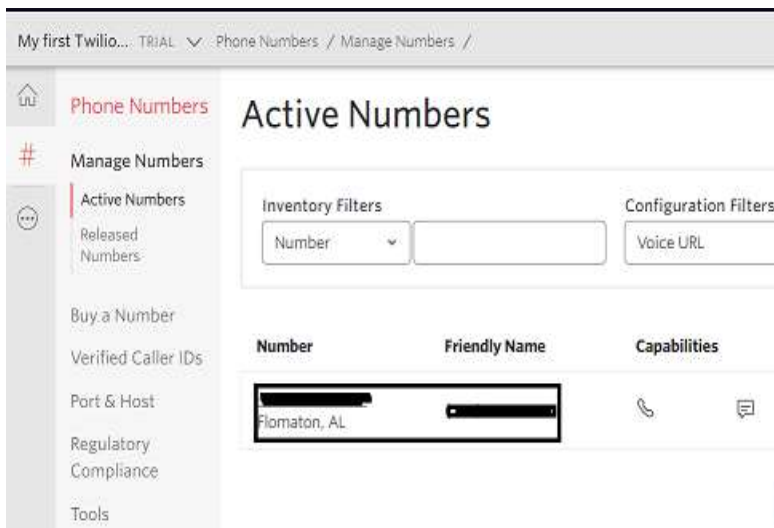 My first Twilio... TRIAL Phone Numbers / Manage Numbers /
Phone Numbers
Manage Numbers
Active Numbers
Released
Numbers
Buy a Number
Verified Caller IDs
Port & Host
Regulatory
Compliance
Tools
Active Numbers
Inventory Filters
Number
Configuration Filters
Voice URL
Number Friendly Name Capabilities
Flomaton, AL